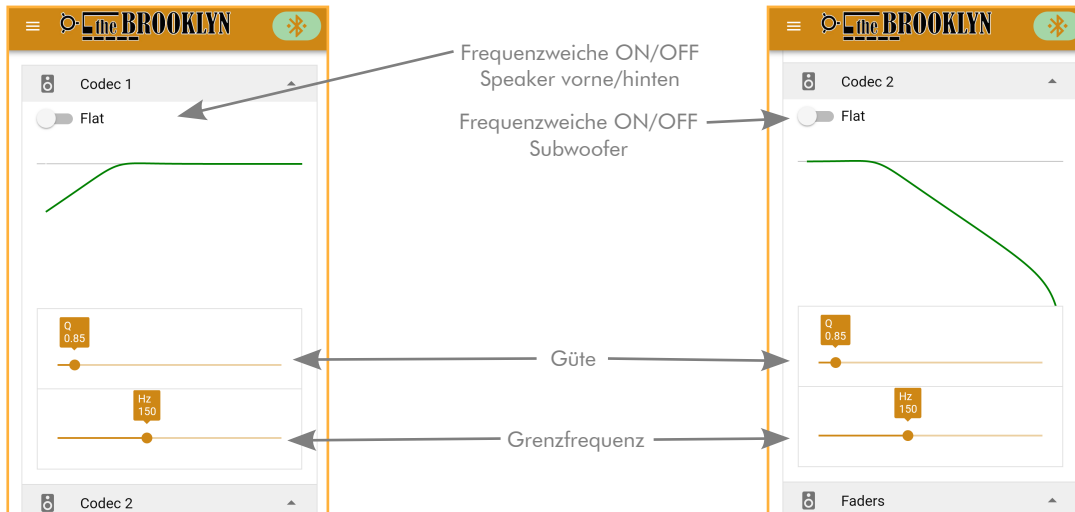 the BROOKLYN
Codec 1
Flat
Q
0.85
Hz
150
Codec 2
Frequenzweiche ON/OFF
Speaker vorne/hinten
Frequenzweiche ON/OFF
Subwoofer
Güte
Grenzfrequenz
the BROOKLYN
Codec 2
Flat
Q
0.85
Hz
150
Faders